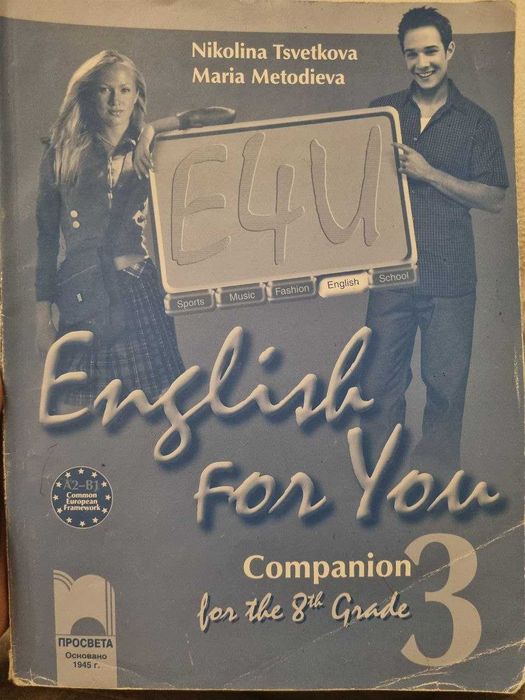 Nikolina Tsvetkova
Maria Metodieva
E4U
Sports Music Fashion English School
English
For You
A2-B1
Common
European
Framework
Companion 3
for the 8th Grade
ПРОСВЕТА
Основано
1945 г.